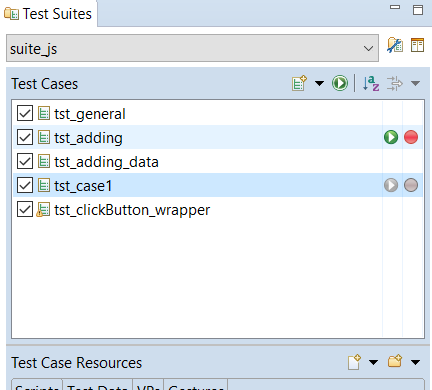 Test Suites
suite_js
Test Cases
tst_general
tst_adding
tst_adding_data
tst_case1
tst_clickButton_wrapper
Test Case Resources
Scripts Test Data VPs Gestures